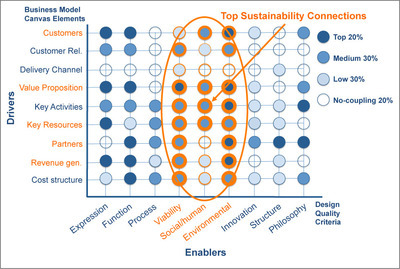 Business Model
Canvas Elements
Top Sustainability Connections
Customers
Customer Rel.
Delivery Channel
Value Proposition
Key Activities
Key Resources
Partners
Revenue gen.
Cost structure
Drivers
Top 20%
Medium 30%
Low 30%
No-coupling 20%
Expression
Function
Process
Viability
Social/human
Environmental
Innovation
Structure
Philosophy
Design
Quality
Criteria
Enablers